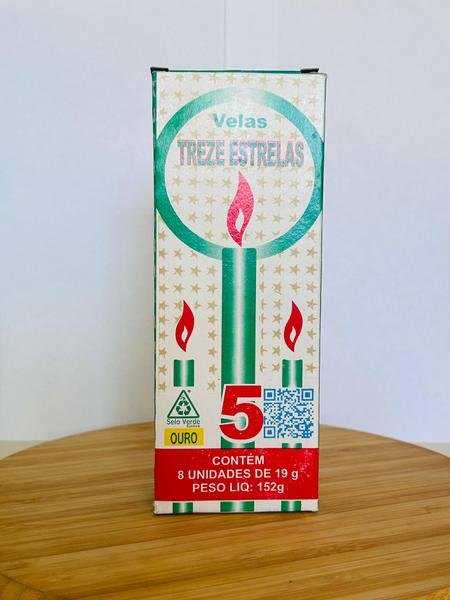 Velas
TREZE ESTRELAS
5
Selo Verde
OURO
CONTÉM
8 UNIDADES DE 19 g
PESO LIQ: 152g